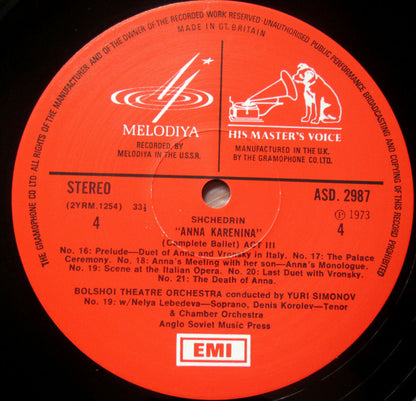 ALL RIGHTS OF THE MANUFACTURER AND OF THE OWNER OF THE RECORDED WORK RESERVED UNAUTHORISED PUBLIC PERFORMANCE BROADCASTING AND COPYING OF THIS RECORD PROHIBITED
MADE IN GT. BRITAIN
MELODIYA
RECORDED BY
MELODIYA IN THE U.S.S.R.
HIS MASTER'S VOICE
MANUFACTURED IN THE U.K.
BY THE GRAMOPHONE CO. LTD.
THE GRAMOPHONE CO LTD
STEREO
(2YRM.1254) 33⅓
4
ASD. 2987
Ⓟ 1973
4
SHCHEDRIN
"ANNA KARENINA"
(Complete Ballet) ACT III
No. 16: Prelude—Duet of Anna and Vronsky in Italy. No. 17: The Palace
Ceremony. No. 18: Anna's Meeting with her son—Anna's Monologue.
No. 19: Scene at the Italian Opera. No. 20: Last Duet with Vronsky.
No. 21: The Death of Anna.
BOLSHOI THEATRE ORCHESTRA conducted by YURI SIMONOV
No. 19: w/Nelya Lebedeva—Soprano, Denis Korolev—Tenor
& Chamber Orchestra
Anglo Soviet Music Press
EMI